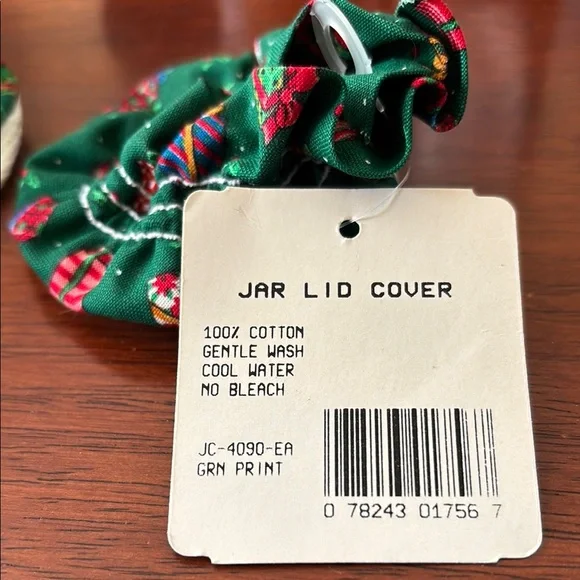 JAR LID COVER
100% COTTON
GENTLE WASH
COOL WATER
NO BLEACH
JC-4090-EA
GRN PRINT
0 78243 01756 7